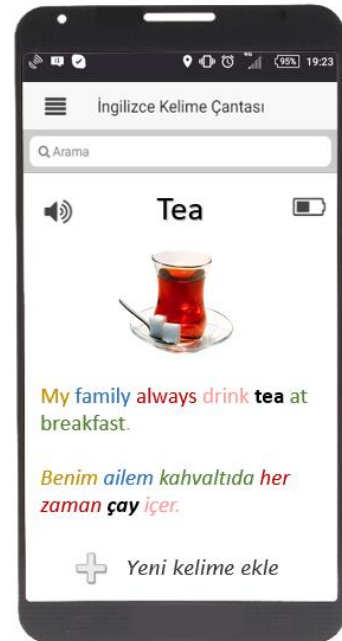 4G
95% 19:23
İngilizce Kelime Çantası
Arama
Tea
My family always drink tea at
breakfast.
Benim ailem kahvaltıda her
zaman çay içer.
Yeni kelime ekle